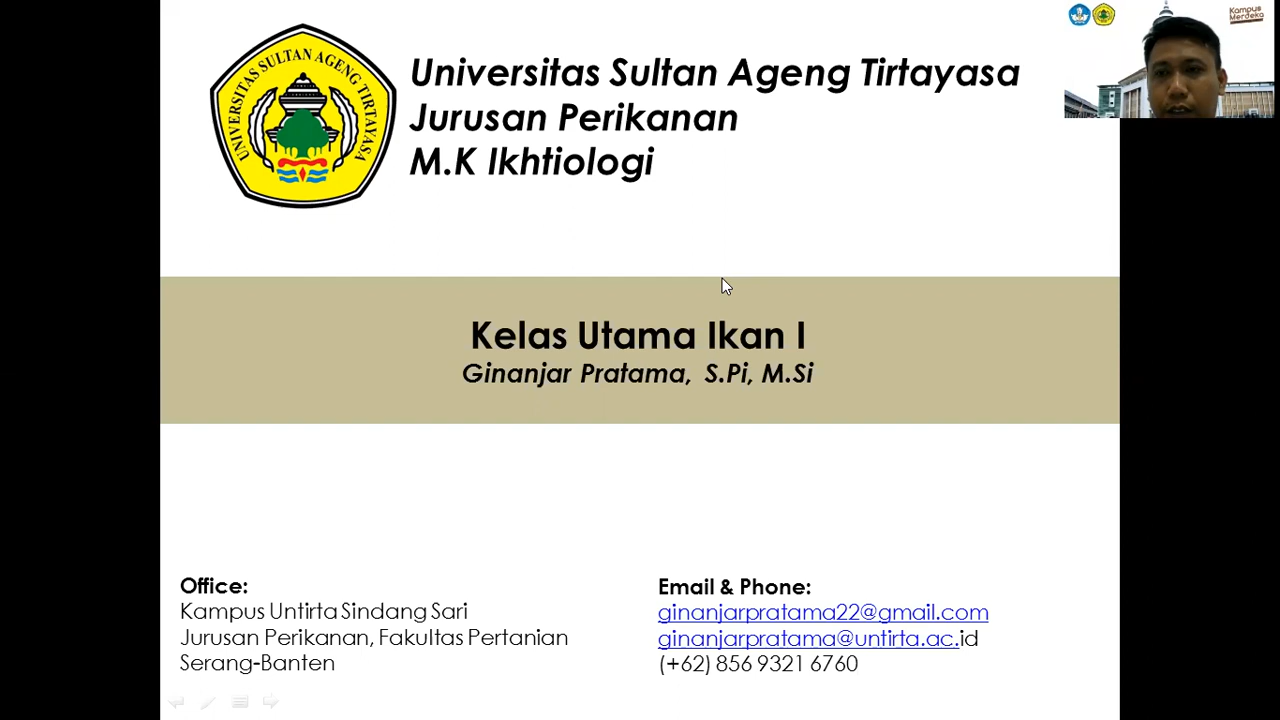 UNIVERSITAS SULTAN AGENG TIRTAYASA
Universitas Sultan Ageng Tirtayasa
Jurusan Perikanan
M.K Ikhtiologi
Kampus
Merdeka
Kelas Utama Ikan I
Ginanjar Pratama, S.Pi, M.Si
Office:
Kampus Untirta Sindang Sari
Jurusan Perikanan, Fakultas Pertanian
Serang-Banten
Email & Phone:
ginanjarpratama22@gmail.com
ginanjarpratama@untirta.ac.id
(+62) 856 9321 6760